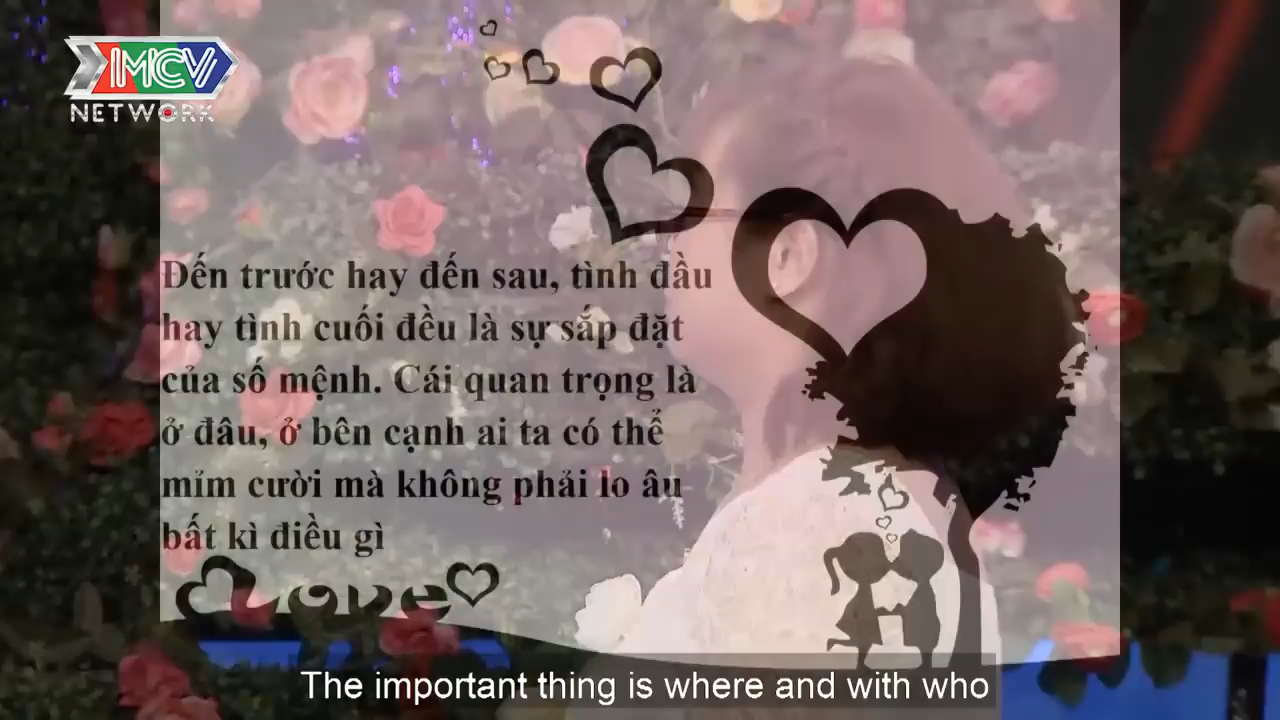 MCV
NETWORK
Đến trước hay đến sau, tình đầu
hay tình cuối đều là sự sắp đặt
của số mệnh. Cái quan trọng là
ở đâu, ở bên cạnh ai ta có thể
mỉm cười mà không phải lo âu
bất kì điều gì
Love
The important thing is where and with who